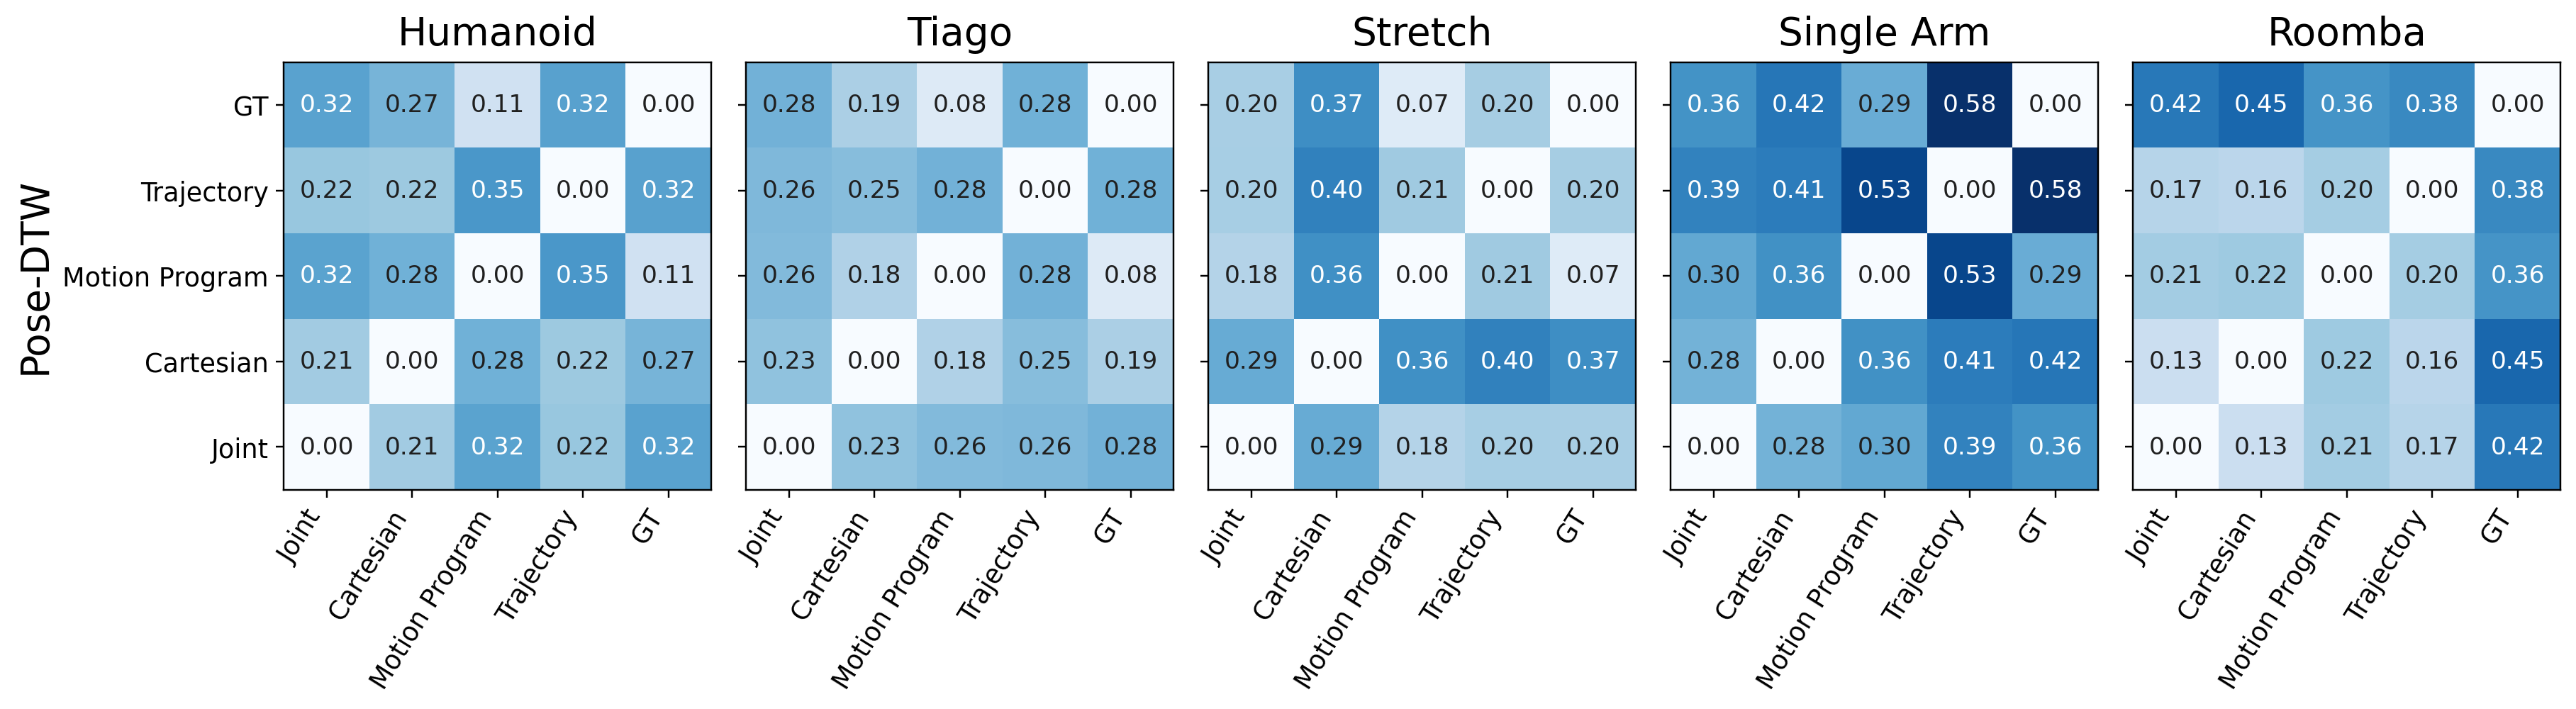 Humanoid Tiago Stretch Single Arm Roomba
Pose-DTW
GT 0.32 0.27 0.11 0.32 0.00 0.28 0.19 0.08 0.28 0.00 0.20 0.37 0.07 0.20 0.00 0.36 0.42 0.29 0.58 0.00 0.42 0.45 0.36 0.38 0.00
Trajectory 0.22 0.22 0.35 0.00 0.32 0.26 0.25 0.28 0.00 0.28 0.20 0.40 0.21 0.00 0.20 0.39 0.41 0.53 0.00 0.58 0.17 0.16 0.20 0.00 0.38
Motion Program 0.32 0.28 0.00 0.35 0.11 0.26 0.18 0.00 0.28 0.08 0.18 0.36 0.00 0.21 0.07 0.30 0.36 0.00 0.53 0.29 0.21 0.22 0.00 0.20 0.36
Cartesian 0.21 0.00 0.28 0.22 0.27 0.23 0.00 0.18 0.25 0.19 0.29 0.00 0.36 0.40 0.37 0.28 0.00 0.36 0.41 0.42 0.13 0.00 0.22 0.16 0.45
Joint 0.00 0.21 0.32 0.22 0.32 0.00 0.23 0.26 0.26 0.28 0.00 0.29 0.18 0.20 0.20 0.00 0.28 0.30 0.39 0.36 0.00 0.13 0.21 0.17 0.42
Joint Cartesian Motion Program Trajectory GT Joint Cartesian Motion Program Trajectory GT Joint Cartesian Motion Program Trajectory GT Joint Cartesian Motion Program Trajectory GT Joint Cartesian Motion Program Trajectory GT